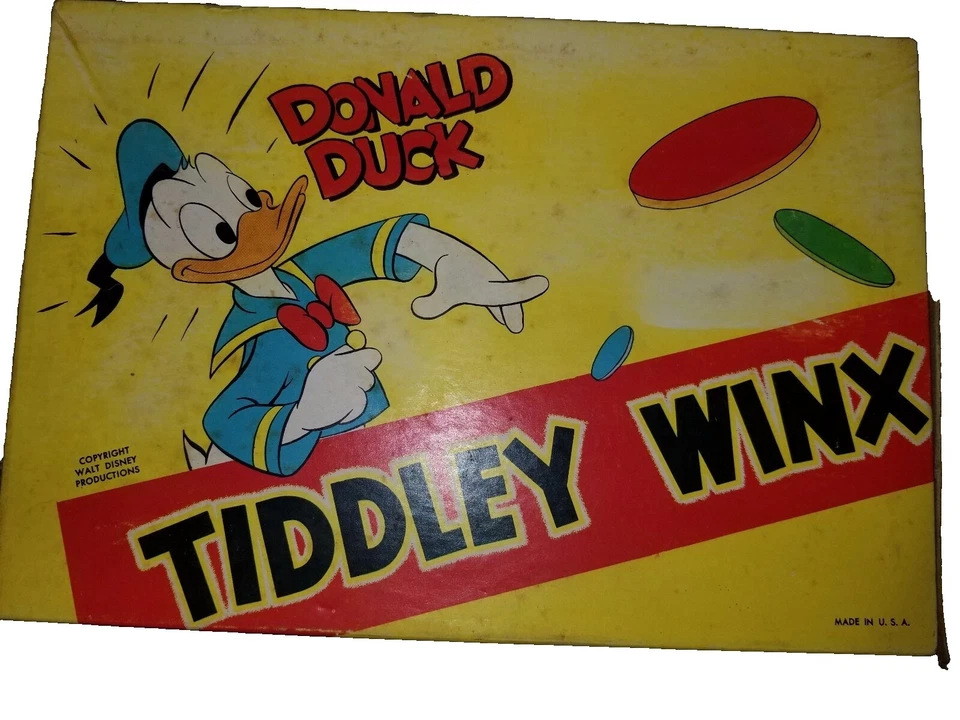 DONALD
DUCK
COPYRIGHT
WALT DISNEY
PRODUCTIONS
TIDDLEY WINX
MADE IN U. S. A.